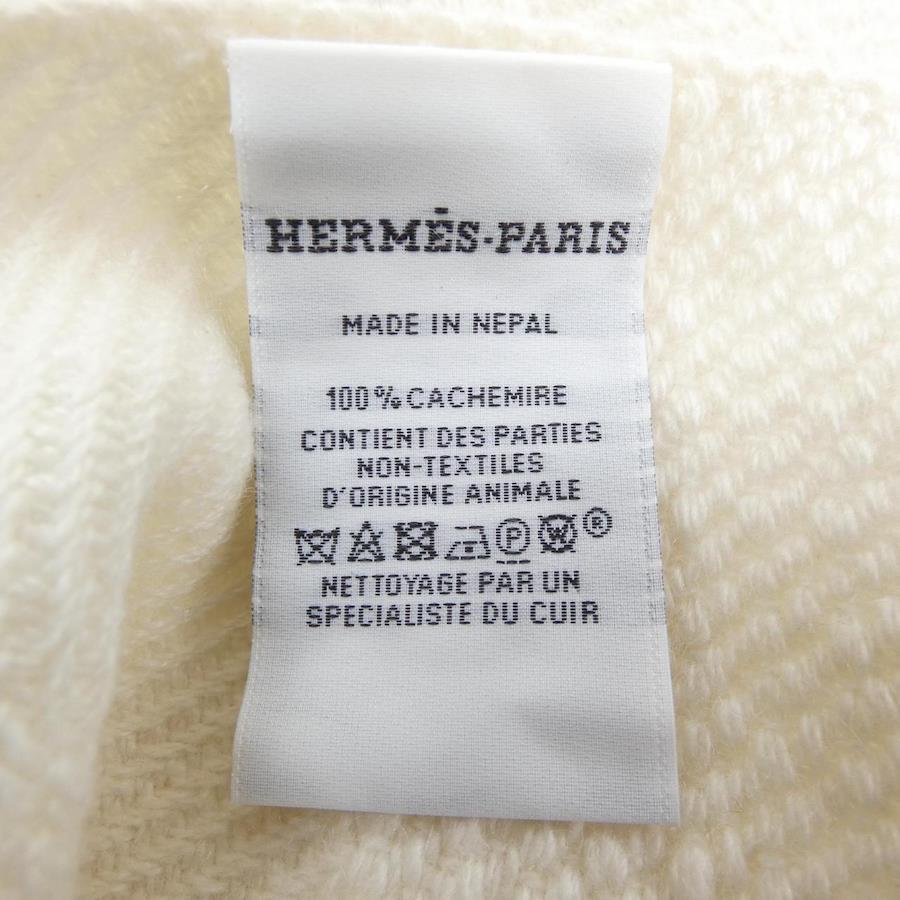 HERMÈS-PARIS
MADE IN NEPAL
100% CACHEMIRE
CONTIENT DES PARTIES
NON-TEXTILES
D'ORIGINE ANIMALE
P W ®
NETTOYAGE PAR UN
SPECIALISTE DU CUIR